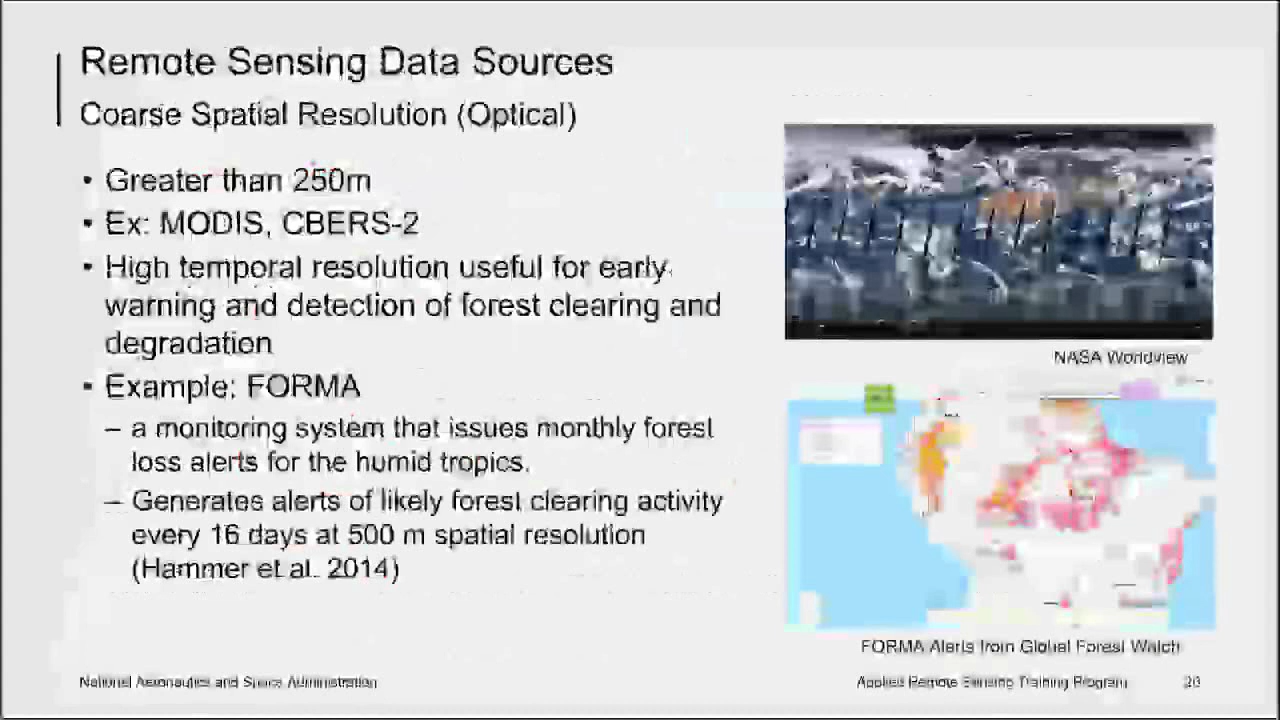 Remote Sensing Data Sources
Coarse Spatial Resolution (Optical)
• Greater than 250m
• Ex: MODIS, CBERS-2
• High temporal resolution useful for early
warning and detection of forest clearing and
degradation
• Example: FORMA
– a monitoring system that issues monthly forest
loss alerts for the humid tropics.
– Generates alerts of likely forest clearing activity
every 16 days at 500 m spatial resolution
(Hammer et al. 2014)
NASA Worldview
FORMA Alerts from Global Forest Watch
National Aeronautics and Space Administration
Applied Remote Sensing Training Program